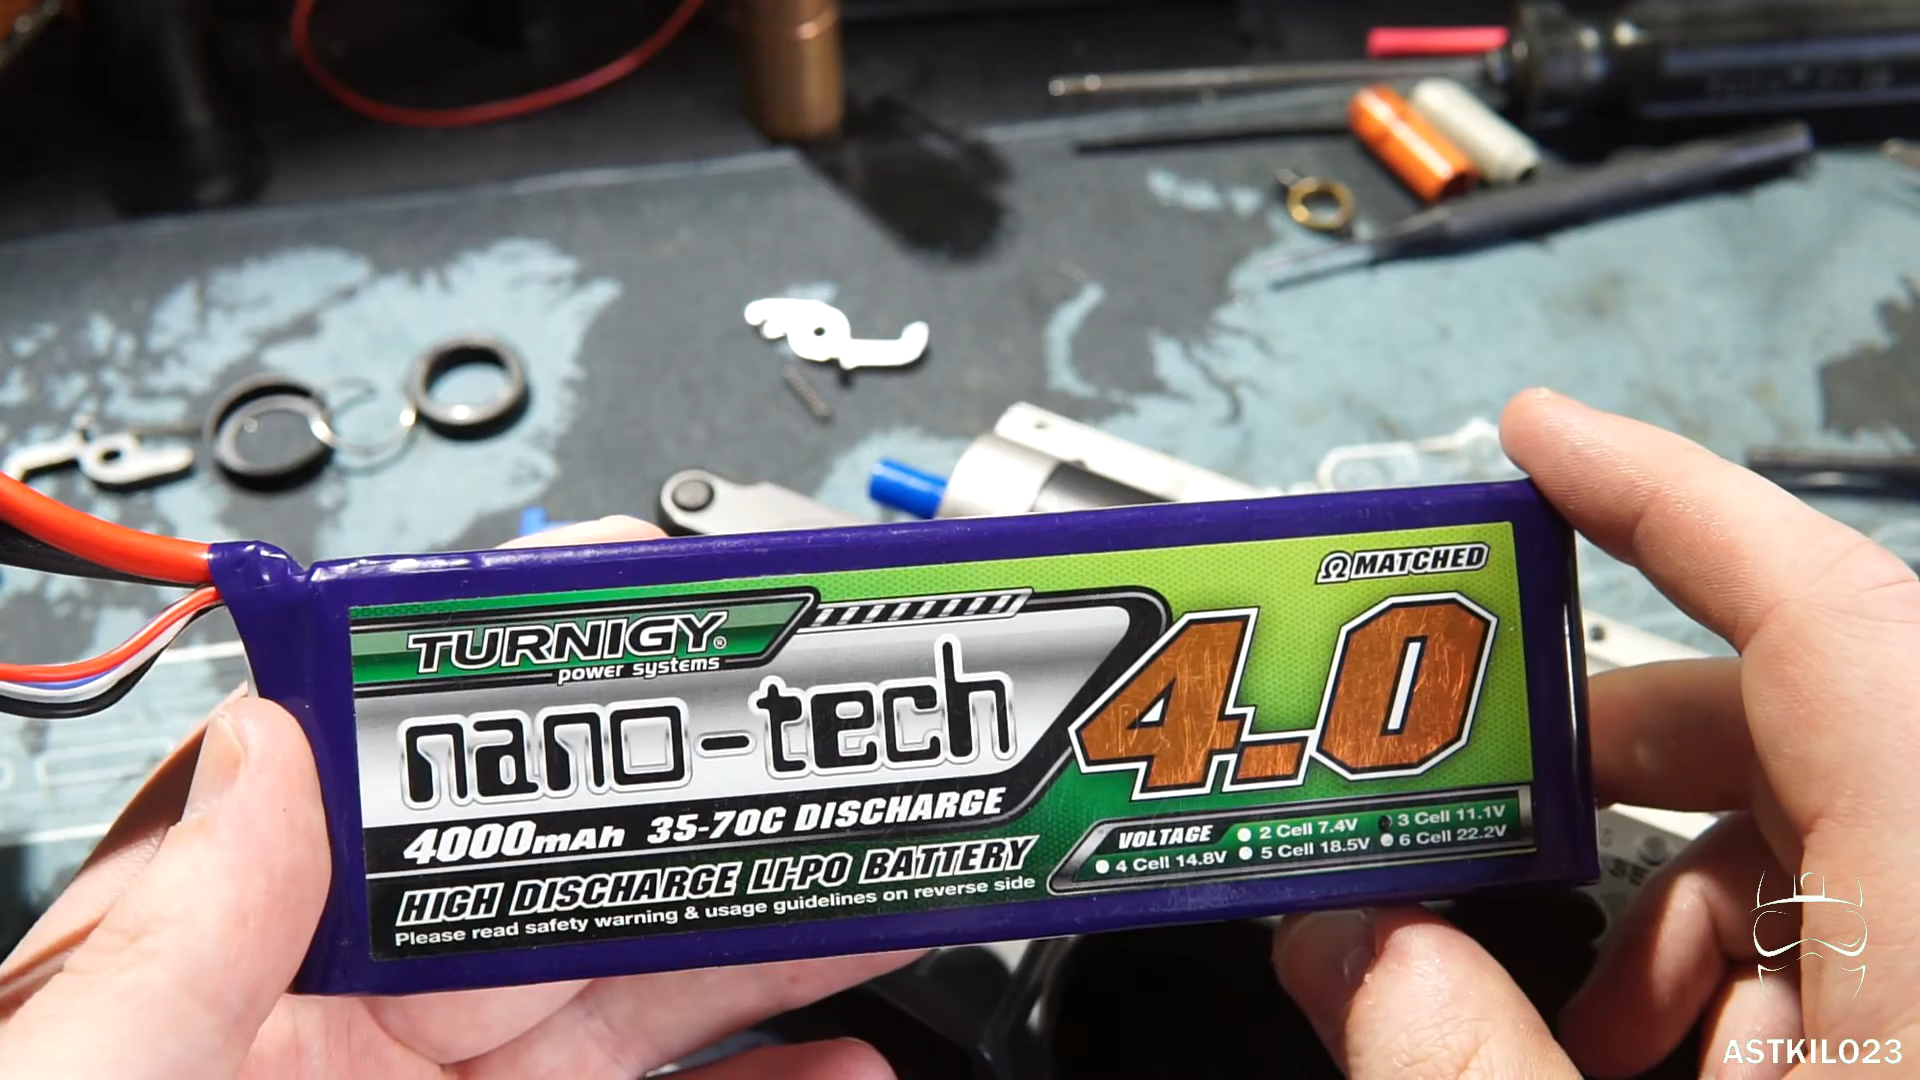 Ω MATCHED
TURNIGY®
power systems
nano-tech
4.0
4000mAh 35-70C DISCHARGE
HIGH DISCHARGE LI-PO BATTERY
Please read safety warning & usage guidelines on reverse side
VOLTAGE 2 Cell 7.4V 3 Cell 11.1V
4 Cell 14.8V 5 Cell 18.5V 6 Cell 22.2V
ASTKILO23